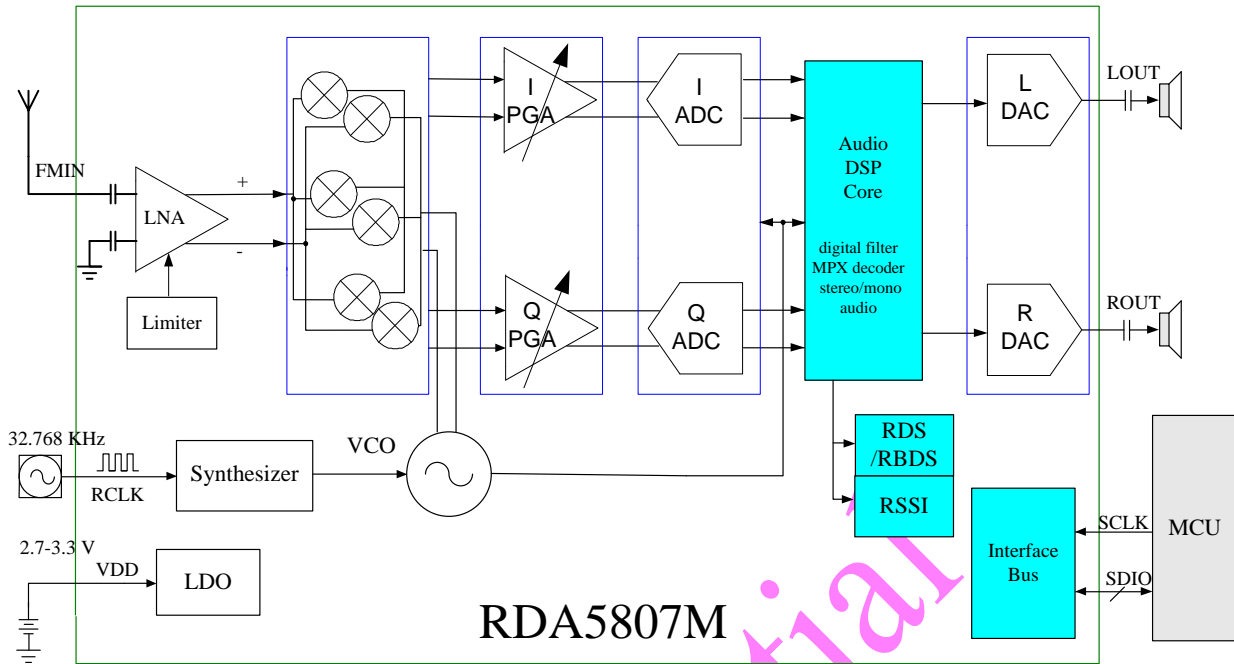 FMIN
LNA
+
-
Limiter
I
PGA
Q
PGA
I
ADC
Q
ADC
Audio
DSP
Core
digital filter
MPX decoder
stereo/mono
audio
L
DAC
R
DAC
LOUT
ROUT
32.768 KHz
RCLK
Synthesizer
VCO
RDS
/RBDS
RSSI
2.7-3.3 V
VDD
LDO
Interface
Bus
SCLK
SDIO
MCU
RDA5807M
tial